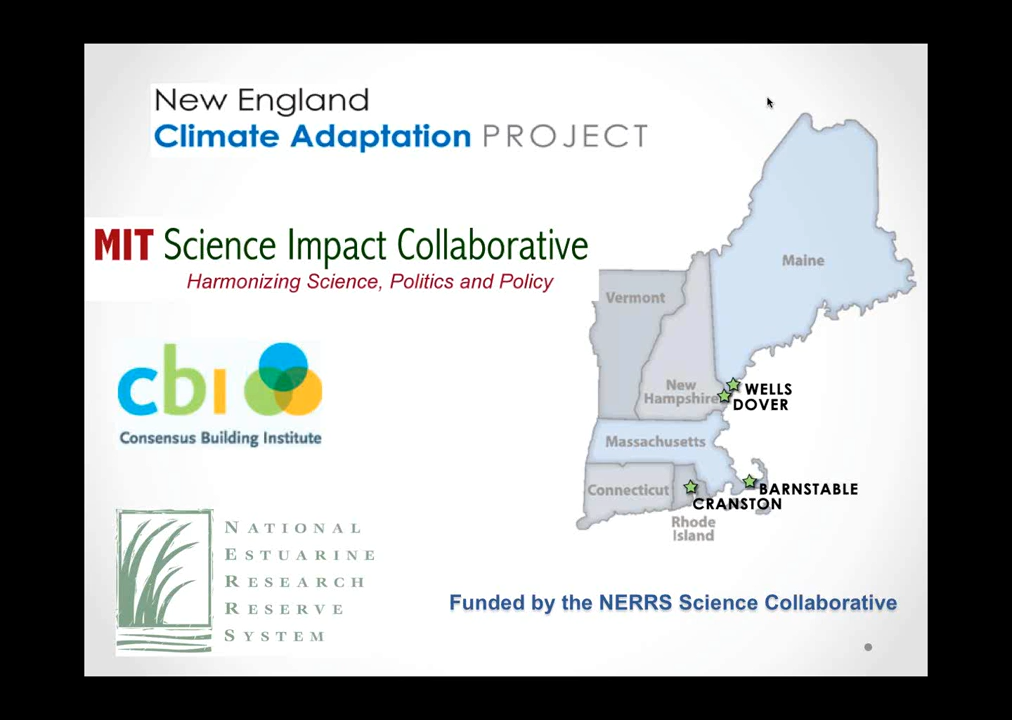 New England
Climate Adaptation PROJECT
MIT Science Impact Collaborative
Harmonizing Science, Politics and Policy
cbi
Consensus Building Institute
NATIONAL
ESTUARINE
RESEARCH
RESERVE
SYSTEM
Maine
Vermont
New
Hampshire
WELLS
DOVER
Massachusetts
Connecticut
BARNSTABLE
CRANSTON
Rhode
Island
Funded by the NERRS Science Collaborative